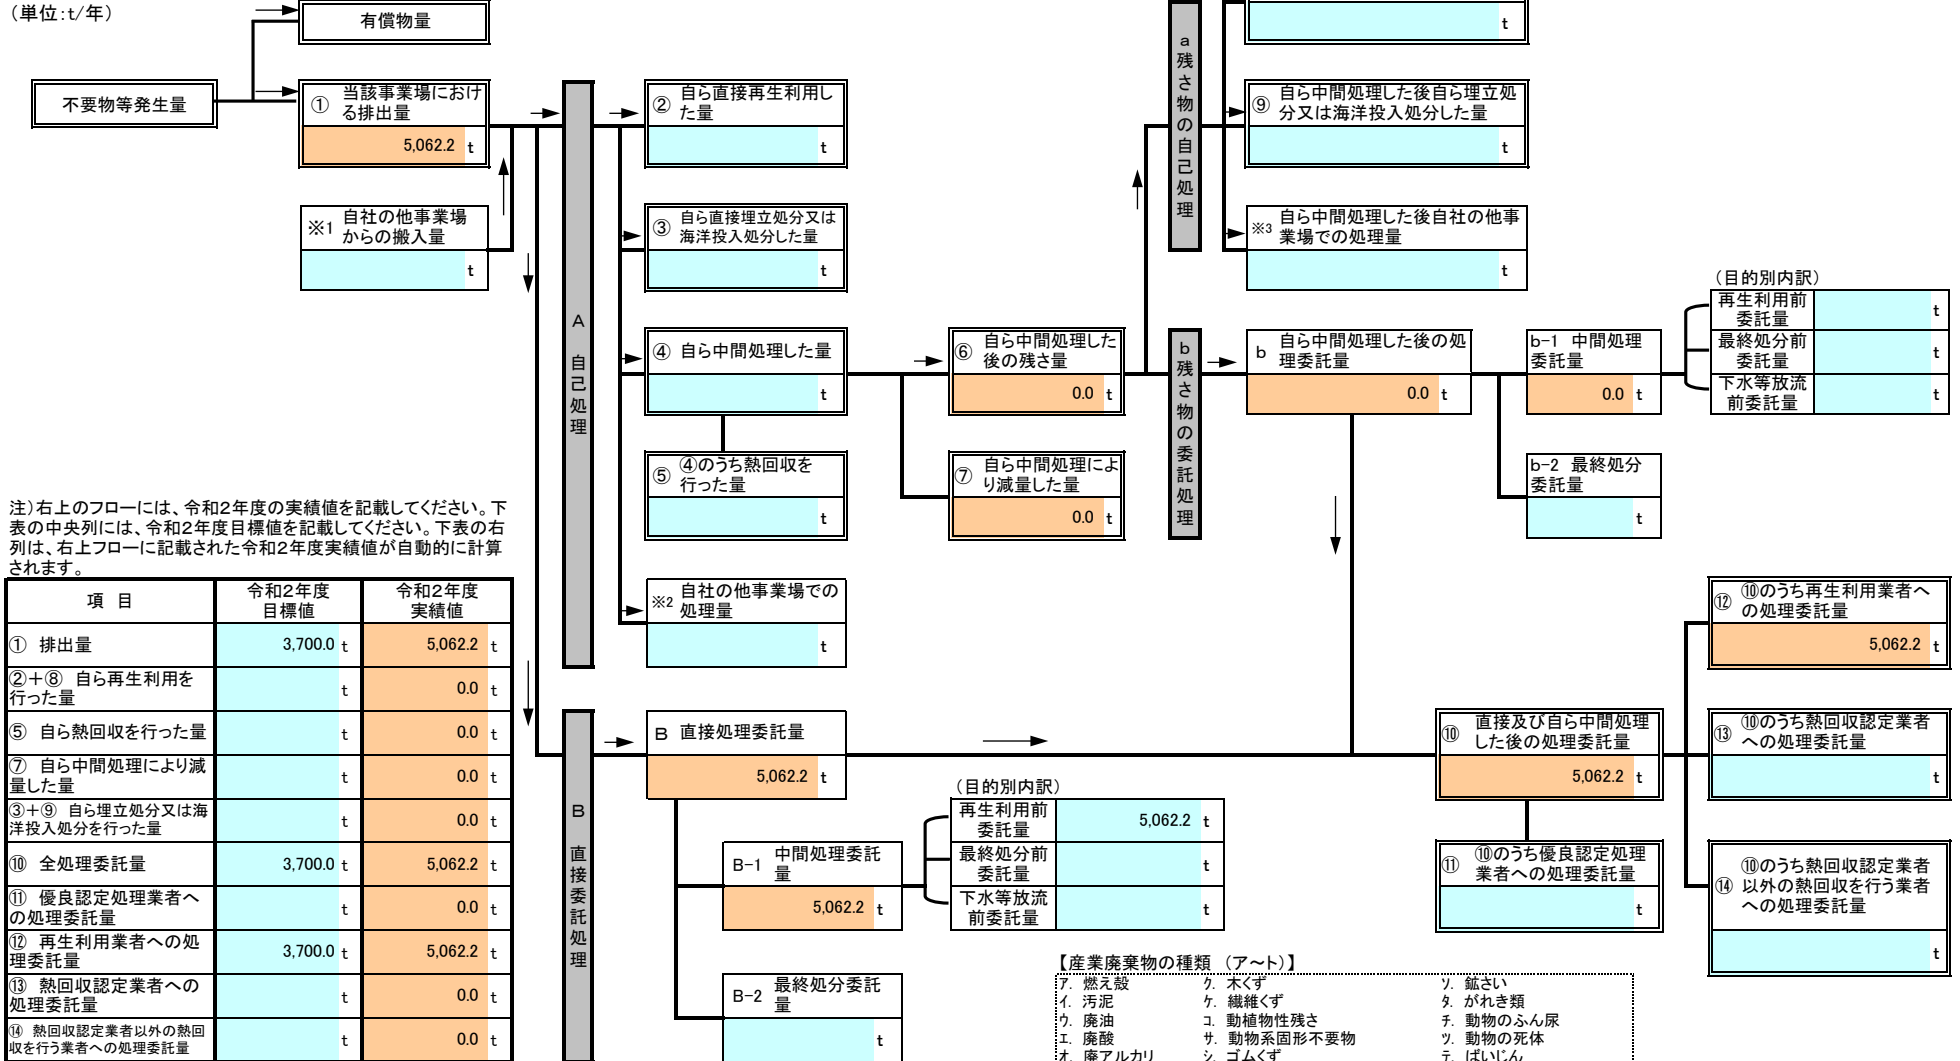 （単位：t/年）
有償物量
不要物等発生量
① 当該事業場におけ
る排出量
5,062.2 t
※1 自社の他事業場
からの搬入量
t
A 自己処理
② 自ら直接再生利用し
た量
t
③ 自ら直接埋立処分又は
海洋投入処分した量
t
④ 自ら中間処理した量
t
⑤ ④のうち熱回収を
行った量
t
※2 自社の他事業場での
処理量
t
⑥ 自ら中間処理した
後の残さ量
0.0 t
⑦ 自ら中間処理によ
り減量した量
0.0 t
a 残さ物の自己処理
t
⑨ 自ら中間処理した後自ら埋立処
分又は海洋投入処分した量
t
※3 自ら中間処理した後自社の他事
業場での処理量
t
b 残さ物の委託処理
b 自ら中間処理した後の処
理委託量
0.0 t
b-1 中間処理
委託量
0.0 t
b-2 最終処分
委託量
t
（目的別内訳）
再生利用前
委託量
t
最終処分前
委託量
t
下水等放流
前委託量
t
注）右上のフローには、令和２年度の実績値を記載してください。下
表の中央列には、令和２年度目標値を記載してください。下表の右
列は、右上フローに記載された令和２年度実績値が自動的に計算
されます。
項 目 令和２年度
目標値 令和２年度
実績値
① 排出量 3,700.0 t 5,062.2 t
②＋⑧ 自ら再生利用を
行った量 t 0.0 t
⑤ 自ら熱回収を行った量 t 0.0 t
⑦ 自ら中間処理により減
量した量 t 0.0 t
③＋⑨ 自ら埋立処分又は海
洋投入処分を行った量 t 0.0 t
⑩ 全処理委託量 3,700.0 t 5,062.2 t
⑪ 優良認定処理業者へ
の処理委託量 t 0.0 t
⑫ 再生利用業者への処
理委託量 3,700.0 t 5,062.2 t
⑬ 熱回収認定業者への
処理委託量 t 0.0 t
⑭ 熱回収認定業者以外の熱回
収を行う業者への処理委託量 t 0.0 t
B 直接委託処理
B 直接処理委託量
5,062.2 t
B-1 中間処理委託
量
5,062.2 t
B-2 最終処分委託
量
t
（目的別内訳）
再生利用前
委託量
5,062.2 t
最終処分前
委託量
t
下水等放流
前委託量
t
⑩ 直接及び自ら中間処理
した後の処理委託量
5,062.2 t
⑪ ⑩のうち優良認定処理
業者への処理委託量
t
⑫ ⑩のうち再生利用業者へ
の処理委託量
5,062.2 t
⑬ ⑩のうち熱回収認定業者
への処理委託量
t
⑭ ⑩のうち熱回収認定業者
以外の熱回収を行う業者
への処理委託量
t
【産業廃棄物の種類 （ア～ト）】
ア. 燃え殻 ク. 木くず ソ. 鉱さい
イ. 汚泥 ケ. 繊維くず タ. がれき類
ウ. 廃油 コ. 動植物性残さ チ. 動物のふん尿
エ. 廃酸 サ. 動物系固形不要物 ツ. 動物の死体
オ. 廃アルカリ シ. ゴムくず テ. ばいじん